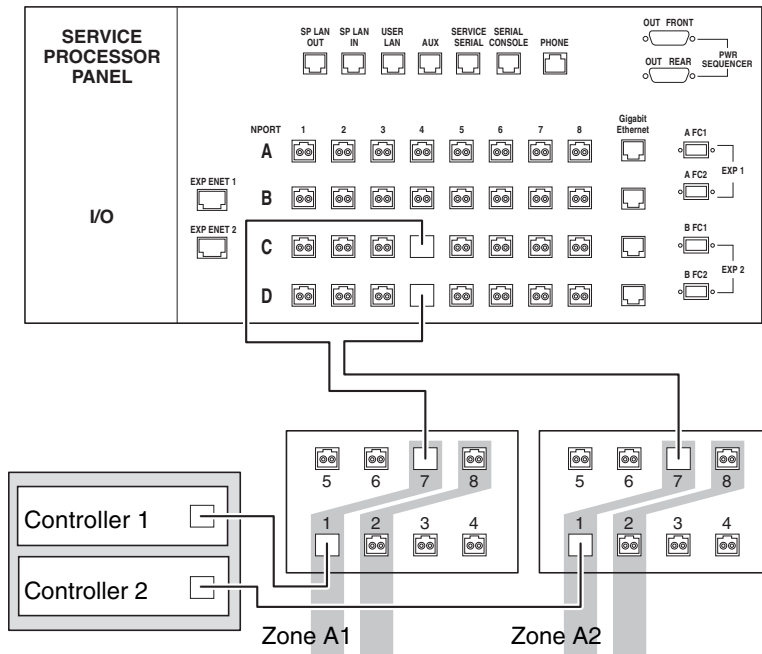 SERVICE
PROCESSOR
PANEL
SP LAN
OUT
SP LAN
IN
USER
LAN
AUX
SERVICE
SERIAL
SERIAL
CONSOLE
PHONE
OUT FRONT
OUT REAR
PWR
SEQUENCER
I/O
NPORT 1 2 3 4 5 6 7 8
Gigabit
Ethernet
A
A FC1
A FC2
EXP 1
EXP ENET 1
B
EXP ENET 2
C
B FC1
B FC2
EXP 2
D
5 6 7 8
1 2 3 4
5 6 7 8
1 2 3 4
Controller 1
Controller 2
Zone A1
Zone A2